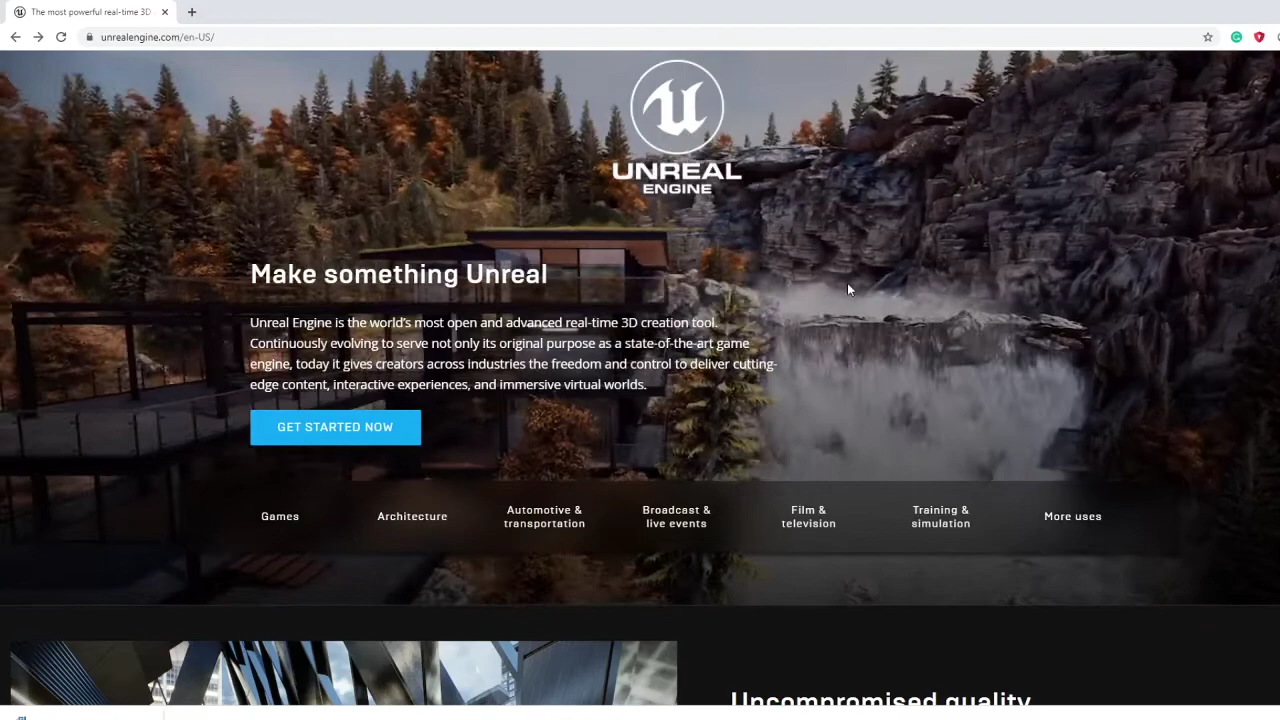 The most powerful real-time 3D
unrealengine.com/en-US/
UNREAL
ENGINE
Make something Unreal
Unreal Engine is the world's most open and advanced real-time 3D creation tool.
Continuously evolving to serve not only its original purpose as a state-of-the-art game
engine, today it gives creators across industries the freedom and control to deliver cutting-
edge content, interactive experiences, and immersive virtual worlds.
GET STARTED NOW
Games
Architecture
Automotive &
transportation
Broadcast &
live events
Film &
television
Training &
simulation
More uses
Uncompromised quality